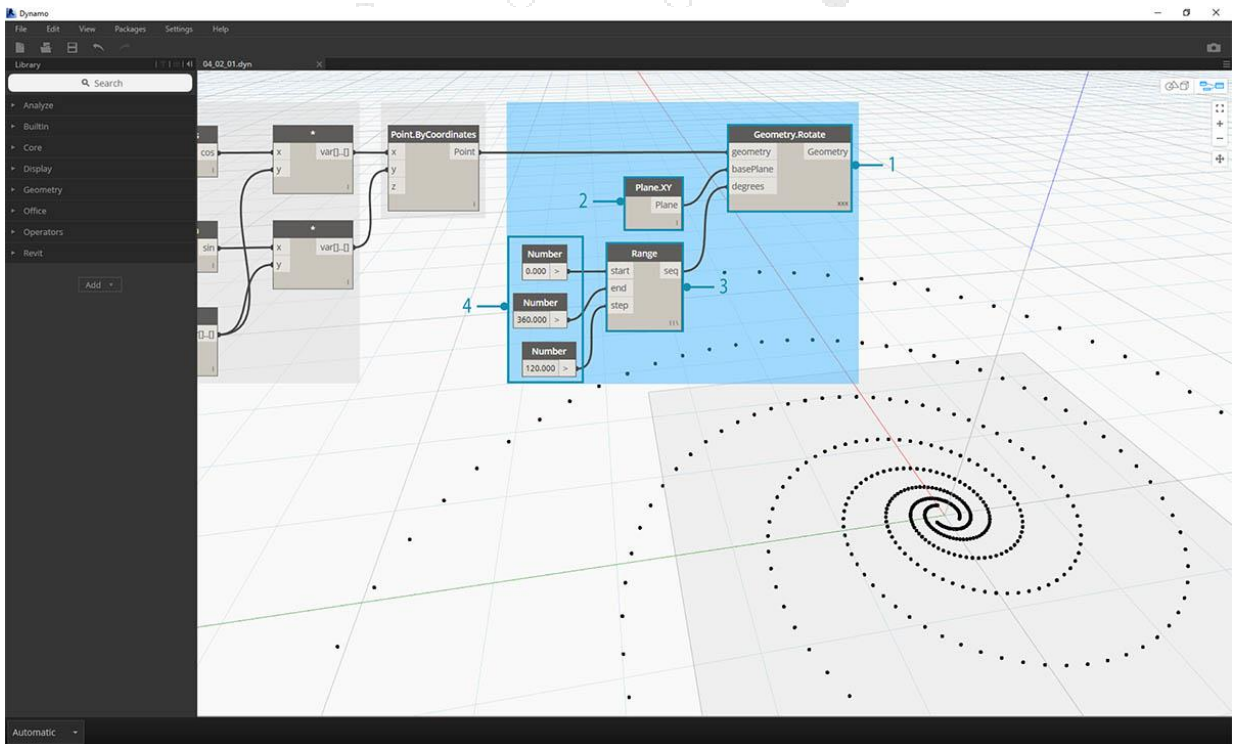 Dynamo
File Edit View Packages Settings Help
Library
04_02_01.dyn
Search
Analyze
BuiltIn
Core
Display
Geometry
Office
Operators
Revit
Add
cos
*
x var[]..[]
y
Point.ByCoordinates
x Point
y
z
Geometry.Rotate
geometry Geometry
basePlane
degrees
xxx
1
2
Plane.XY
Plane
sin
*
x var[]..[]
y
Number
0.000 >
Number
360.000 >
Number
120.000 >
Range
start seq
end
step
3
4
Automatic